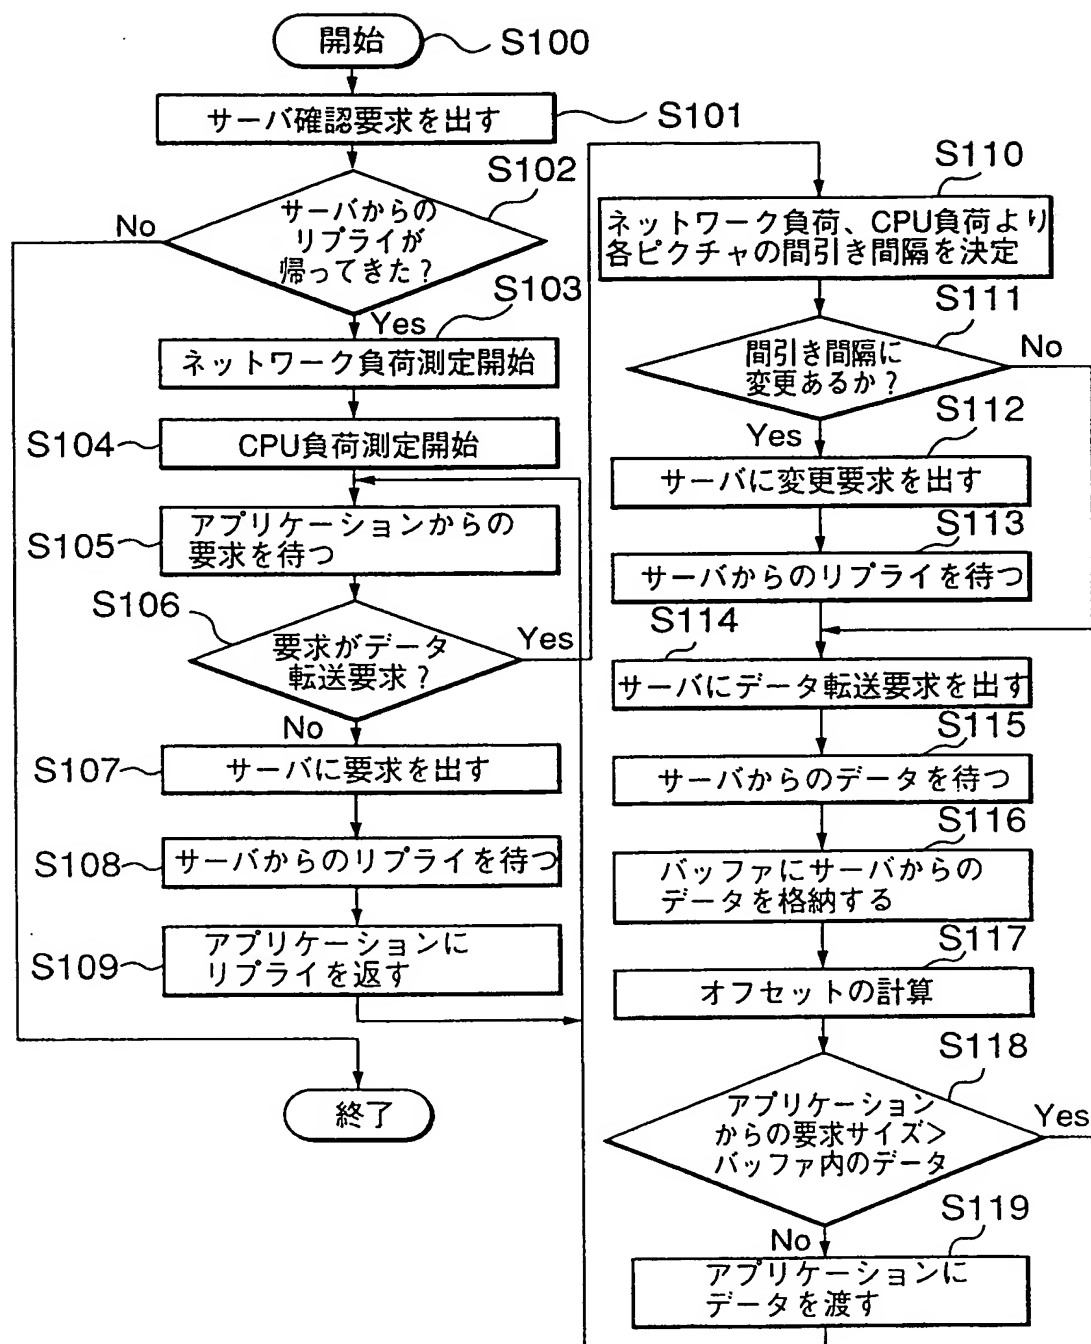 開始
S100
サーバ確認要求を出す
S101
S102
サーバからの
リプライが
帰ってきた？
No
Yes
S103
ネットワーク負荷測定開始
S104
CPU負荷測定開始
S105
アプリケーションからの
要求を待つ
S106
要求がデータ
転送要求？
Yes
No
S107
サーバに要求を出す
S108
サーバからのリプライを待つ
S109
アプリケーションに
リプライを返す
終了
S110
ネットワーク負荷、CPU負荷より
各ピクチャの間引き間隔を決定
S111
間引き間隔に
変更あるか？
No
Yes
S112
サーバに変更要求を出す
S113
サーバからのリプライを待つ
S114
サーバにデータ転送要求を出す
S115
サーバからのデータを待つ
S116
バッファにサーバからの
データを格納する
S117
オフセットの計算
S118
アプリケーション
からの要求サイズ＞
バッファ内のデータ
Yes
No
S119
アプリケーションに
データを渡す